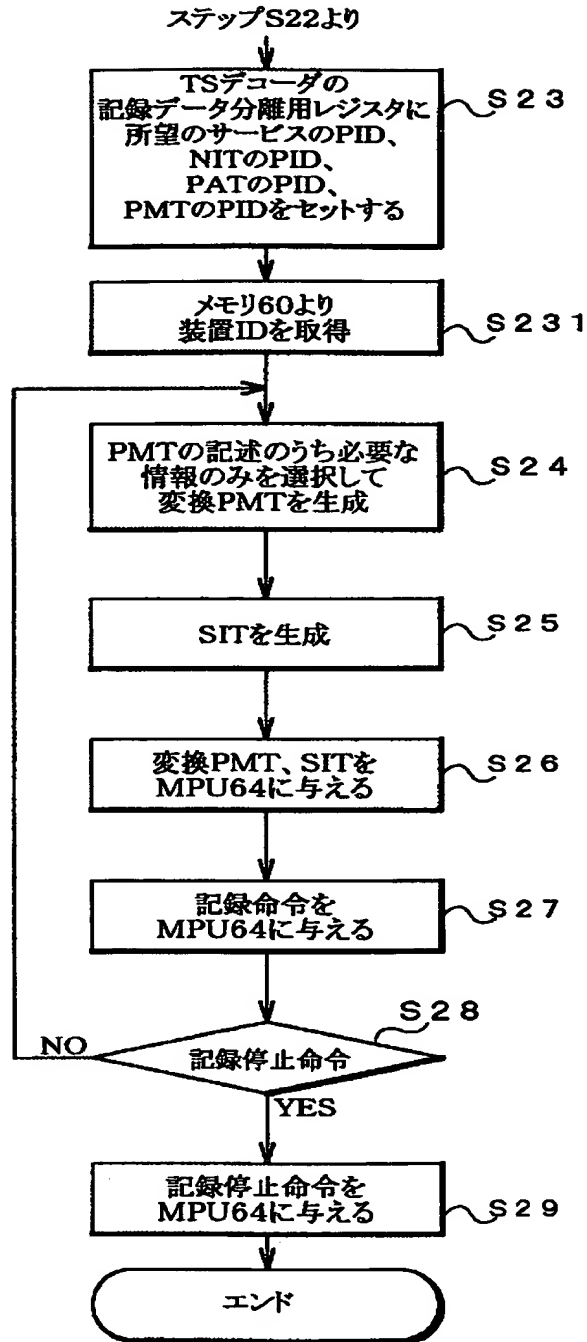 ステップS22より
TSデコーダの
記録データ分離用レジスタに
所望のサービスのPID、
NITのPID、
PATのPID、
PMTのPIDをセットする
S23
メモリ60より
装置IDを取得
S231
PMTの記述のうち必要な
情報のみを選択して
変換PMTを生成
S24
SITを生成
S25
変換PMT、SITを
MPU64に与える
S26
記録命令を
MPU64に与える
S27
S28
NO
記録停止命令
YES
記録停止命令を
MPU64に与える
S29
エンド